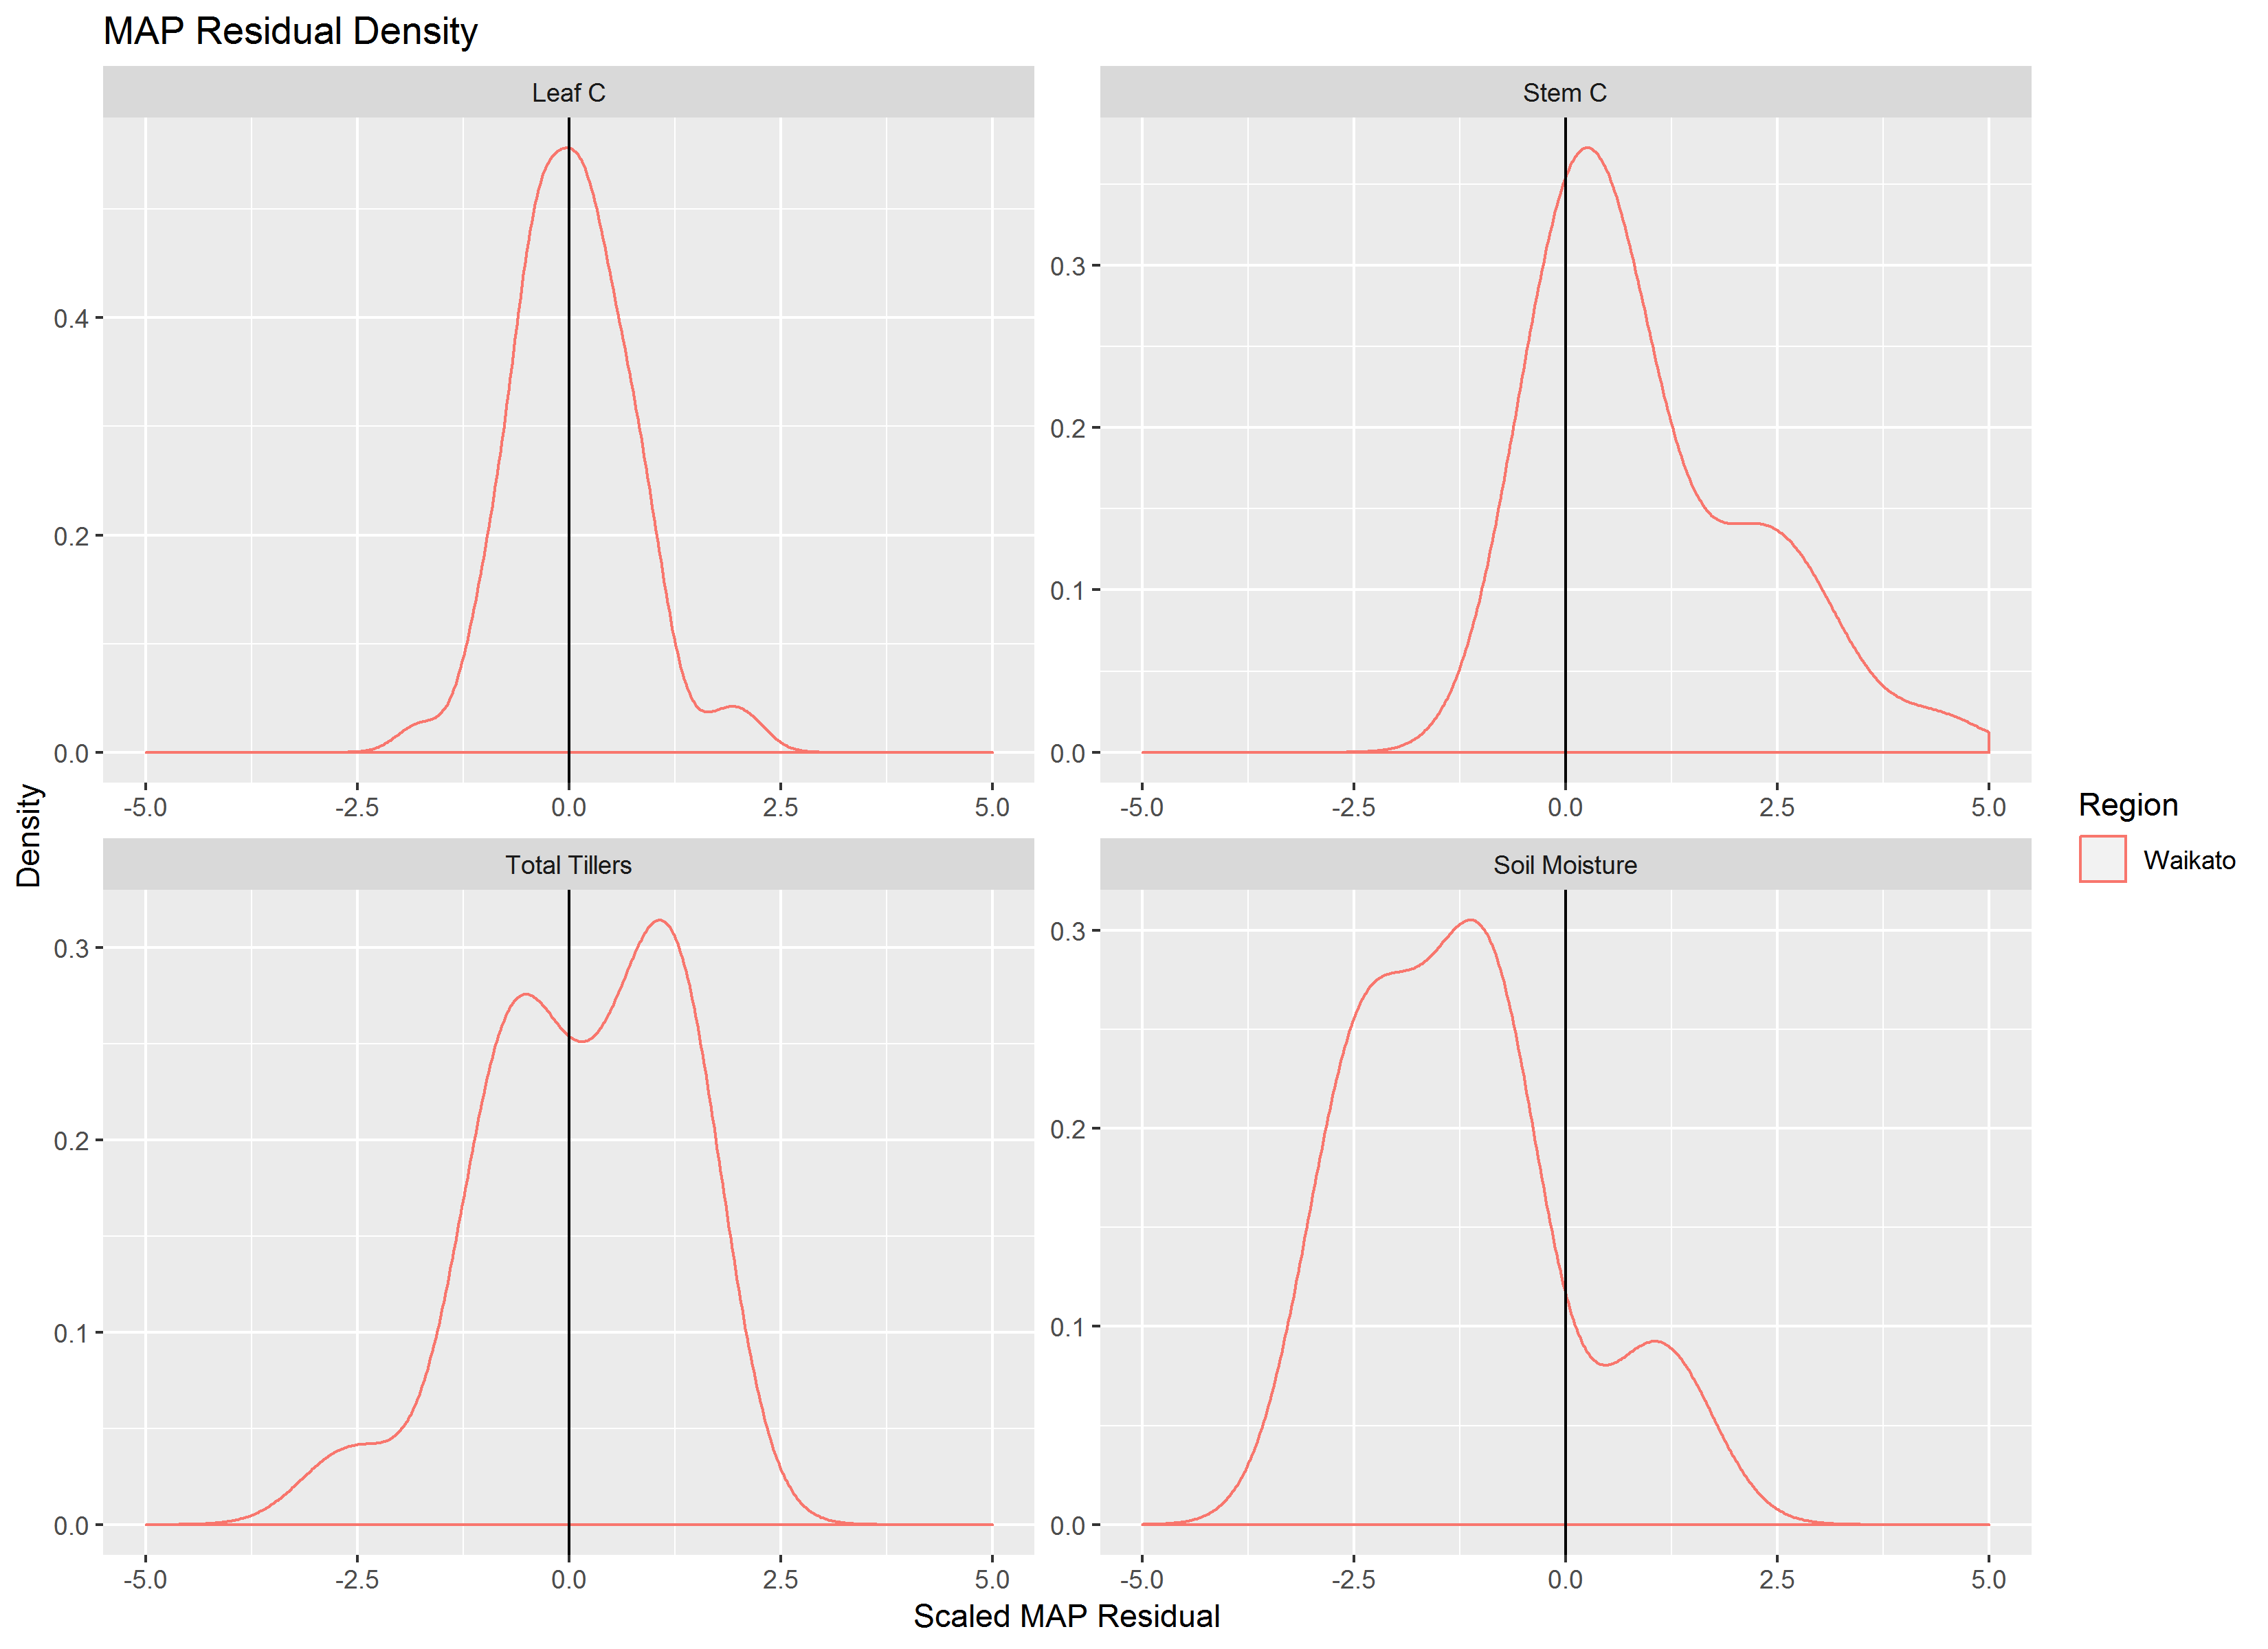 MAP Residual Density
Leaf C
Stem C
0.4
0.2
0.0
0.3
0.2
0.1
0.0
-5.0 -2.5 0.0 2.5 5.0
-5.0 -2.5 0.0 2.5 5.0
Total Tillers
Soil Moisture
0.3
0.2
0.1
0.0
0.3
0.2
0.1
0.0
-5.0 -2.5 0.0 2.5 5.0
-5.0 -2.5 0.0 2.5 5.0
Density
Scaled MAP Residual
Region
Waikato